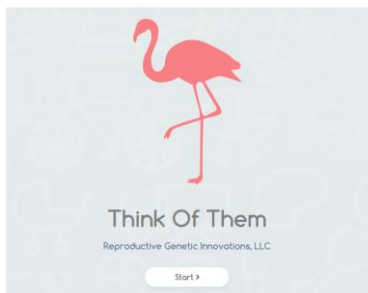 Think Of Them
Reproductive Genetic Innovations, LLC
Start >